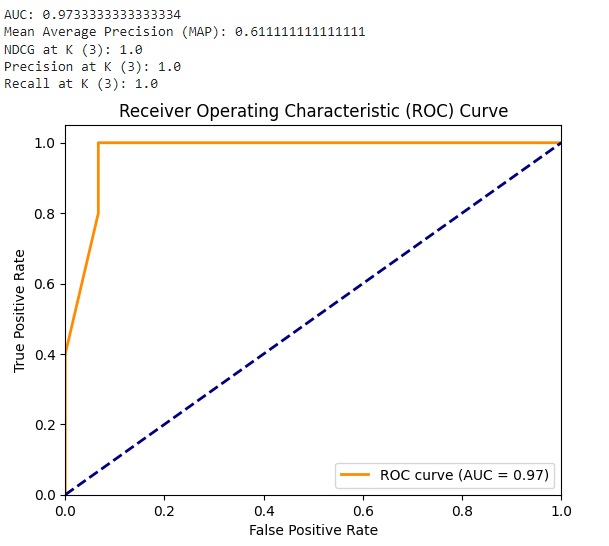 AUC: 0.9733333333333334
Mean Average Precision (MAP): 0.611111111111111
NDCG at K (3): 1.0
Precision at K (3): 1.0
Recall at K (3): 1.0
Receiver Operating Characteristic (ROC) Curve
1.0
0.8
0.6
0.4
0.2
0.0
True Positive Rate
ROC curve (AUC = 0.97)
0.0 0.2 0.4 0.6 0.8 1.0
False Positive Rate